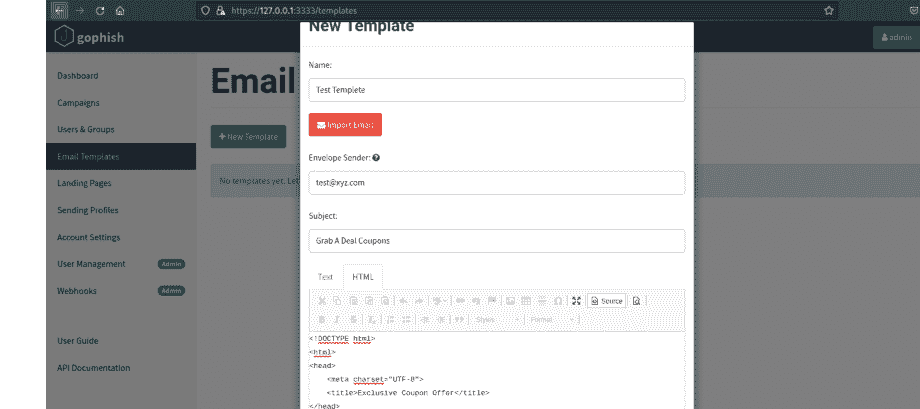 https://127.0.0.1:3333/templates
gophish
admin
Dashboard
Campaigns
Users & Groups
Email Templates
Landing Pages
Sending Profiles
Account Settings
User Management Admin
Webhooks Admin
User Guide
API Documentation
Email
New Template
No templates yet. Let
New Template
Name:
Test Templete
Import Email
Envelope Sender:
test@xyz.com
Subject:
Grab A Deal Coupons
Text HTML
Source
Styles Format
<!DOCTYPE html>
<html>
<head>
<meta charset="UTF-8">
<title>Exclusive Coupon Offer</title>
</head>